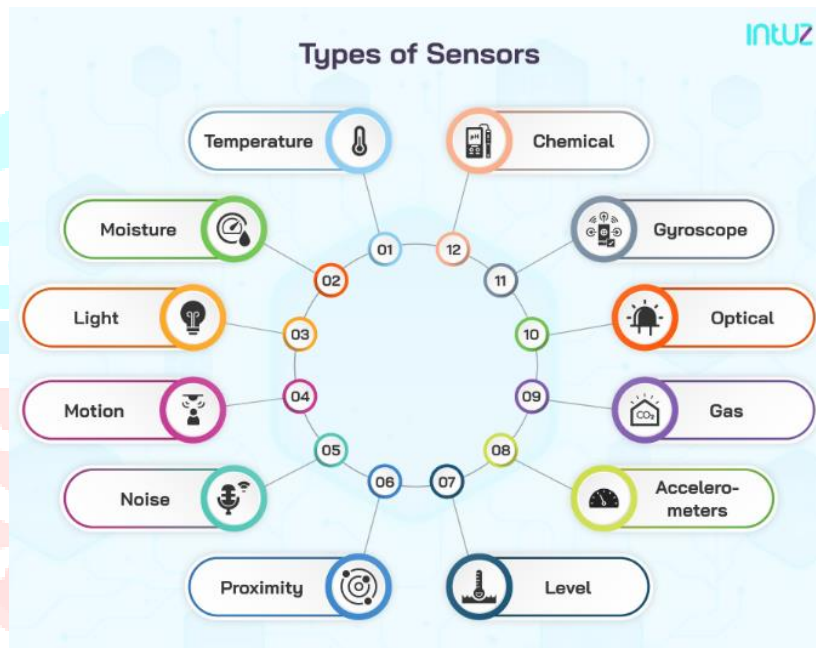 INTUZ
Types of Sensors
Temperature
01
Moisture
02
Light
03
Motion
04
Noise
05
Proximity
06
Level
07
Accelero-
meters
08
Gas
CO₂
09
Optical
10
Gyroscope
11
Chemical
pH
12